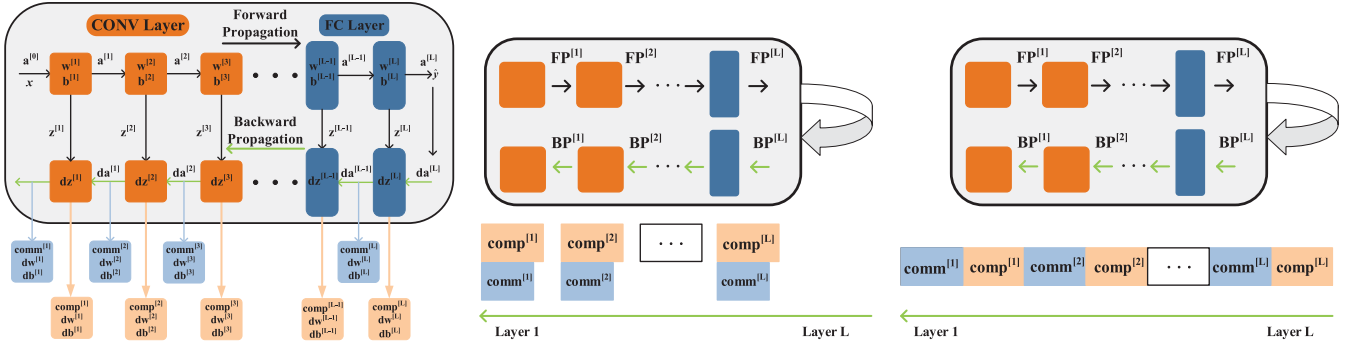 CONV Layer
Forward
Propagation
FC Layer
a[0]
x
w[1]
b[1]
a[1]
w[2]
b[2]
a[2]
w[3]
b[3]
• • •
w[L-1]
b[L-1]
a[L-1]
w[L]
b[L]
a[L]
ŷ
z[1]
z[2]
z[3]
Backward
Propagation
z[L-1]
z[L]
dz[1]
da[1]
dz[2]
da[2]
dz[3]
• • •
dz[L-1]
da[L-1]
dz[L]
da[L]
comm[1]
dw[1]
db[1]
comm[2]
dw[2]
db[2]
comm[3]
dw[3]
db[3]
comm[L]
dw[L]
db[L]
comp[1]
dw[1]
db[1]
comp[2]
dw[2]
db[2]
comp[3]
dw[3]
db[3]
comp[L-1]
dw[L-1]
db[L-1]
comp[L]
dw[L]
db[L]
FP[1]
FP[2]
FP[L]
• • •
BP[1]
BP[2]
BP[L]
• • •
comp[1]
comp[2]
• • •
comp[L]
comm[1]
comm[2]
comm[L]
Layer 1
Layer L
FP[1]
FP[2]
FP[L]
• • •
BP[1]
BP[2]
BP[L]
• • •
comm[1] comp[1] comm[2] comp[2] • • • comm[L] comp[L]
Layer 1
Layer L